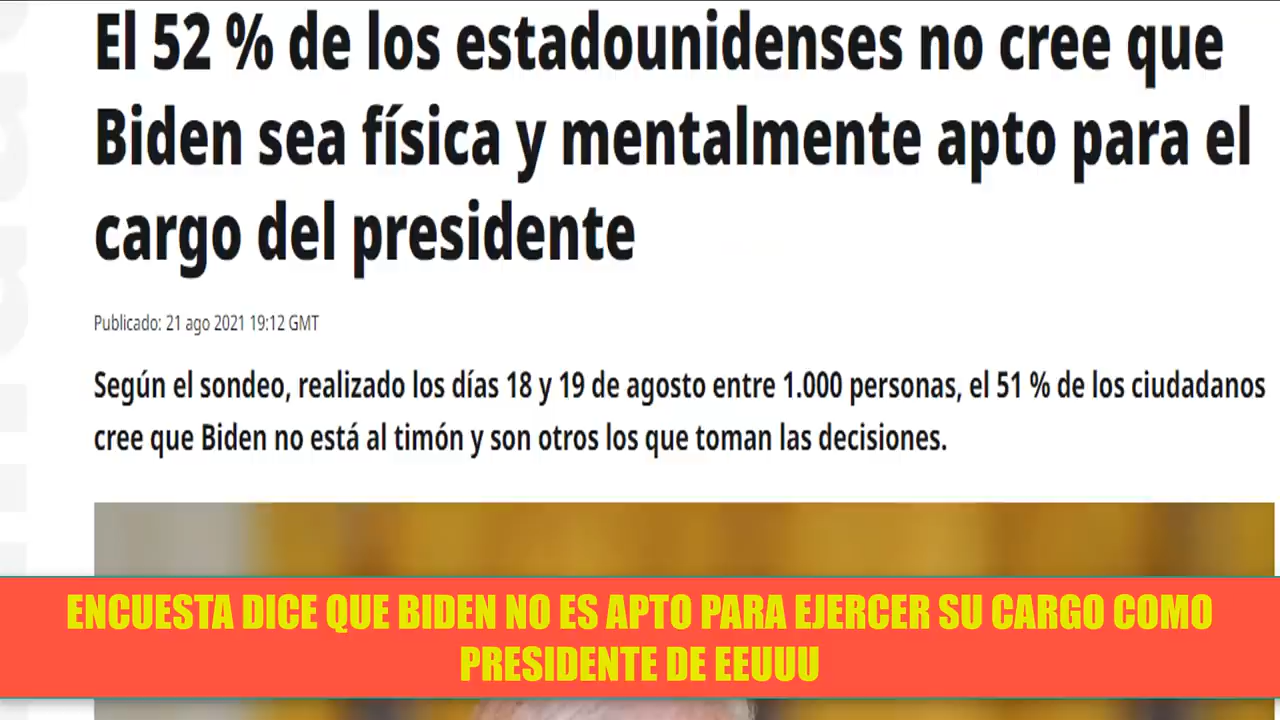 El 52 % de los estadounidenses no cree que
Biden sea física y mentalmente apto para el
cargo del presidente
Publicado: 21 ago 2021 19:12 GMT
Según el sondeo, realizado los días 18 y 19 de agosto entre 1.000 personas, el 51 % de los ciudadanos
cree que Biden no está al timón y son otros los que toman las decisiones.
ENCUESTA DICE QUE BIDEN NO ES APTO PARA EJERCER SU CARGO COMO
PRESIDENTE DE EEUUU